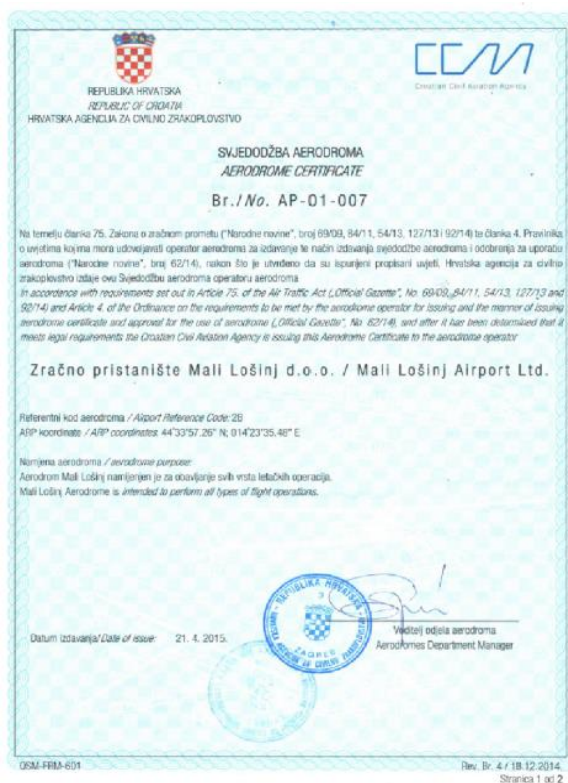 CCAA
Croatian Civil Aviation Agency
REPUBLIKA HRVATSKA
REPUBLIC OF CROATIA
HRVATSKA AGENCIJA ZA CIVILNO ZRAKOPLOVSTVO
SVJEDODŽBA AERODROMA
AERODROME CERTIFICATE
Br./No. AP-01-007
Na temelju članka 75. Zakona o zračnom prometu ("Narodne novine", broj 69/09, 84/11, 54/13, 127/13 i 92/14) te članka 4. Pravilnika
o uvjetima kojima mora udovoljavati operator aerodroma za izdavanje te način izdavanja svjedodžbe aerodroma i odobrenja za uporabu
aerodroma ("Narodne novine", broj 62/14), nakon što je utvrđeno da su ispunjeni propisani uvjeti, Hrvatska agencija za civilno
zrakoplovstvo izdaje ovu Svjedodžbu aerodroma operatoru aerodroma
In accordance with requirements set out in Article 75. of the Air Traffic Act („Official Gazette", No. 69/09, 84/11, 54/13, 127/13 and
92/14) and Article 4. of the Ordinance on the requirements to be met by the aerodrome operator for issuing and the manner of issuing
aerodrome certificate and approval for the use of aerodrome („Official Gazette", No. 62/14), and after it has been determined that it
meets legal requirements the Croatian Civil Aviation Agency is issuing this Aerodrome Certificate to the aerodrome operator
Zračno pristanište Mali Lošinj d.o.o. / Mali Lošinj Airport Ltd.
Referentni kod aerodroma / Airport Reference Code: 2B
ARP koordinate / ARP coordinates: 44°33'57.26" N; 014°23'35.48" E
Namjena aerodroma / aerodrome purpose:
Aerodrom Mali Lošinj namijenjen je za obavljanje svih vrsta letačkih operacija.
Mali Lošinj Aerodrome is intended to perform all types of flight operations.
REPUBLIKA HRVATSKA
3
ZAGREB
Datum izdavanja/Date of issue: 21. 4. 2015.
Voditelj odjela aerodroma
Aerodromes Department Manager
QSM-FRM-601
Rev. Br. 4 / 18.12.2014.
Stranica 1 od 2